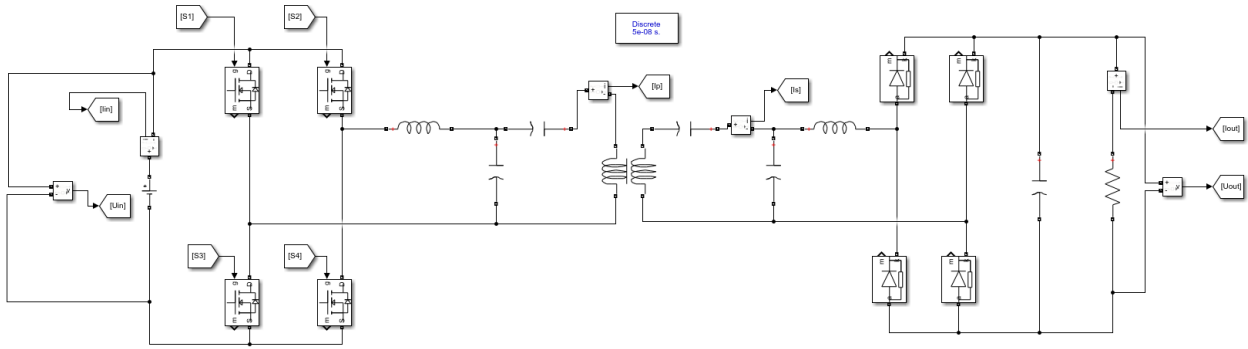 [S1]
[S2]
Discrete
5e-08 s.
[Ip]
[Is]
[Iin]
[Iout]
[Uin]
[Uout]
[S3]
[S4]